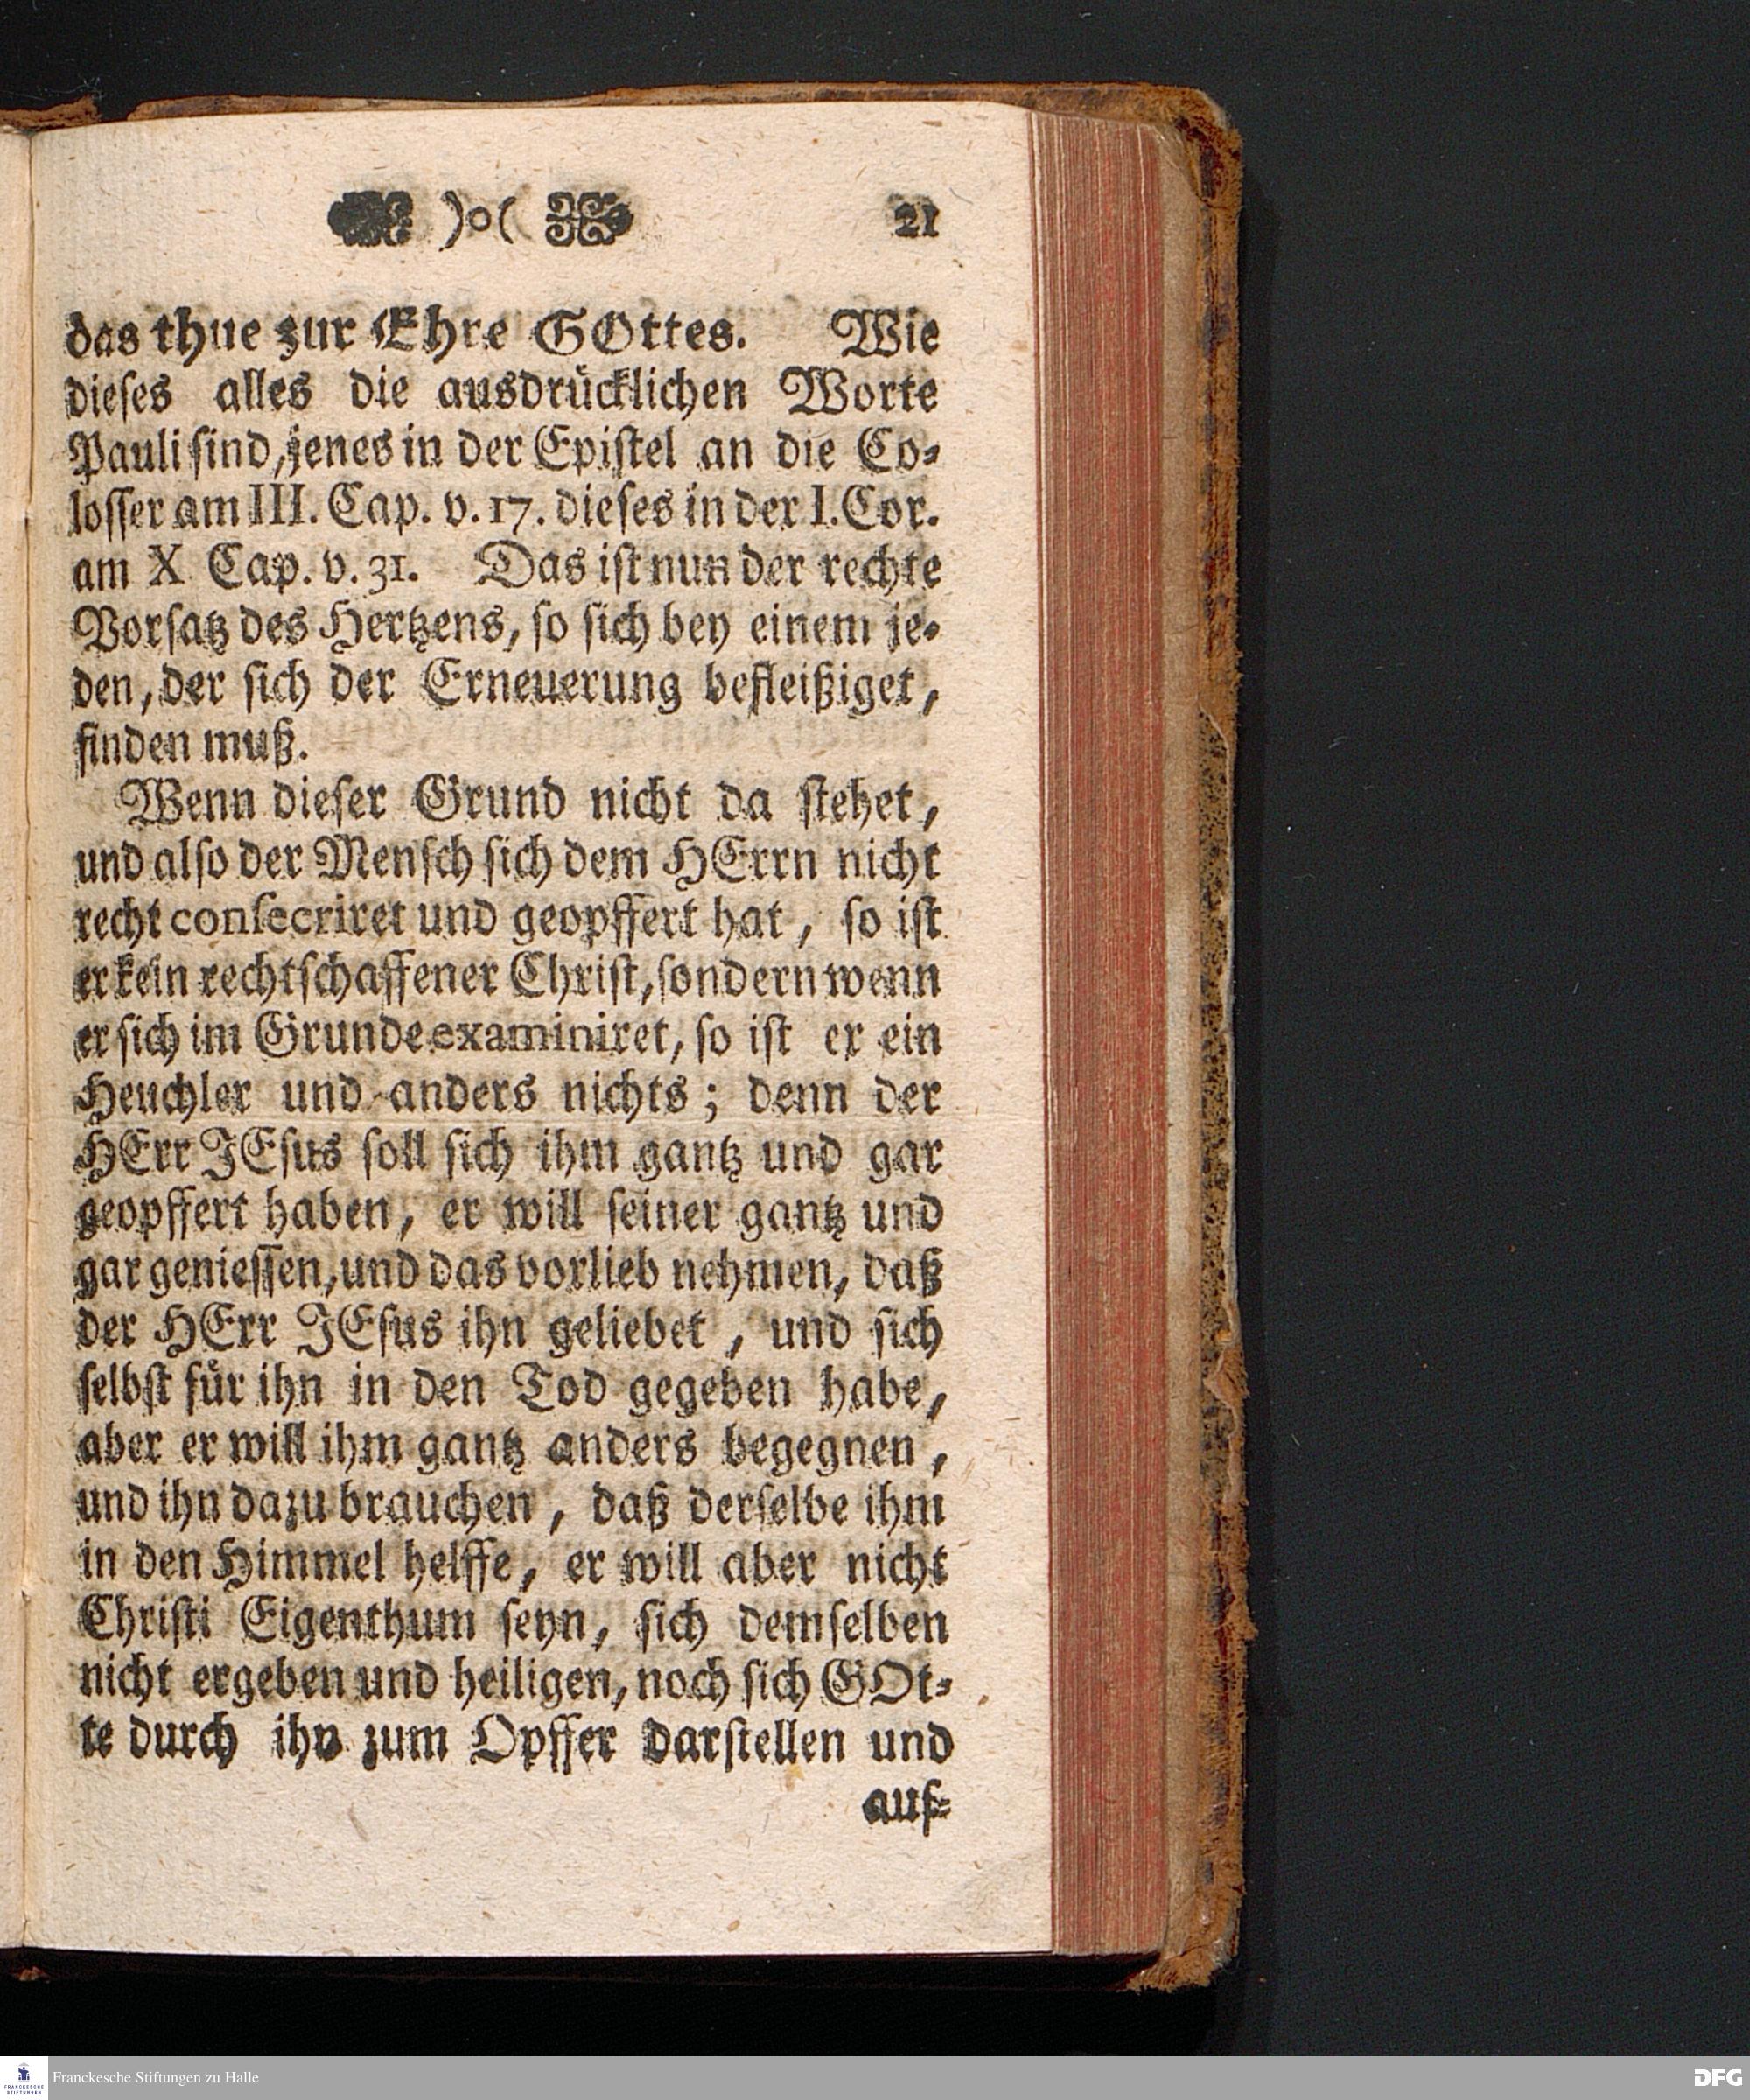 )o( 21
das thue zur Ehre GOttes. Wie
dieſes alles die ausdrücklichen Worte
Pauli ſind, jenes in der Epiſtel an die Co-
loſſer am III. Cap. v. 17. dieſes in der I. Cor.
am X Cap. v. 31. Das iſt nun der rechte
Vorſatz des Hertzens, ſo ſich bey einem je-
den, der ſich der Erneuerung befleißiget,
finden muß.
Wenn dieſer Grund nicht da ſtehet,
und alſo der Menſch ſich dem HErrn nicht
recht conſecriret und geopffert hat, ſo iſt
er kein rechtſchaffener Chriſt, ſondern wenn
er ſich im Grunde examiniret, ſo iſt er ein
Heuchler und anders nichts; denn der
HErr JEſus ſoll ſich ihm gantz und gar
geopffert haben, er will ſeiner gantz und
gar genieſſen, und das vorlieb nehmen, daß
der HErr JEſus ihn geliebet, und ſich
ſelbſt für ihn in den Tod gegeben habe,
aber er will ihm gantz anders begegnen,
und ihn dazu brauchen, daß derſelbe ihm
in den Himmel helffe, er will aber nicht
Chriſti Eigenthum ſeyn, ſich demſelben
nicht ergeben und heiligen, noch ſich GOt-
te durch ihn zum Opffer darſtellen und
auf-
FRANCKESCHE
STIFTUNGEN
Franckesche Stiftungen zu Halle
DFG